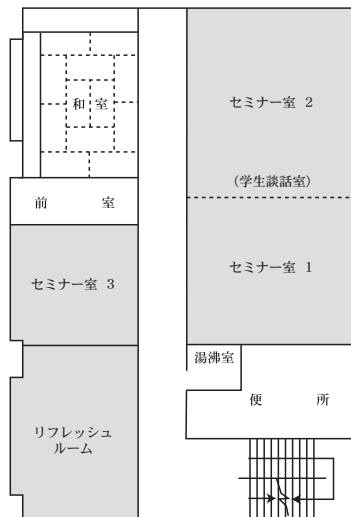 和 室
セミナー室 2
(学生談話室)
前 室
セミナー室 1
セミナー室 3
湯沸室
便 所
リフレッシュ
ルーム